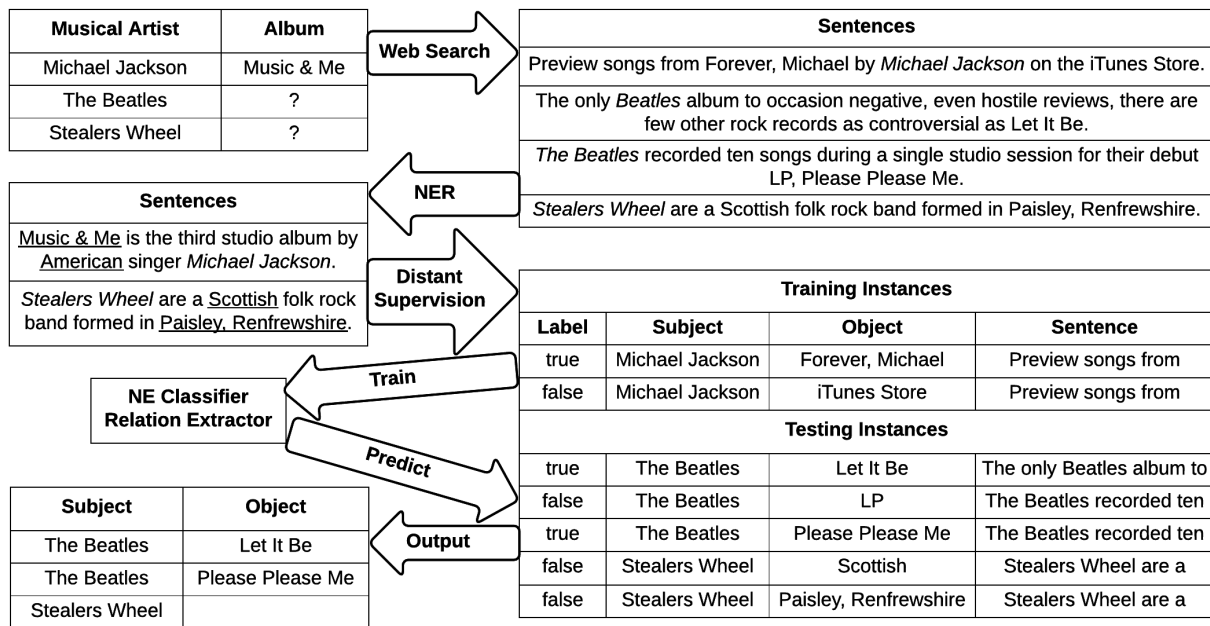 Musical Artist Album
Michael Jackson Music & Me
The Beatles ?
Stealers Wheel ?
Web Search
Sentences
Preview songs from Forever, Michael by Michael Jackson on the iTunes Store.
The only Beatles album to occasion negative, even hostile reviews, there are
few other rock records as controversial as Let It Be.
The Beatles recorded ten songs during a single studio session for their debut
LP, Please Please Me.
Stealers Wheel are a Scottish folk rock band formed in Paisley, Renfrewshire.
NER
Sentences
Music & Me is the third studio album by
American singer Michael Jackson.
Stealers Wheel are a Scottish folk rock
band formed in Paisley, Renfrewshire.
Distant
Supervision
Training Instances
Label Subject Object Sentence
true Michael Jackson Forever, Michael Preview songs from
false Michael Jackson iTunes Store Preview songs from
Train
NE Classifier
Relation Extractor
Predict
Testing Instances
true The Beatles Let It Be The only Beatles album to
false The Beatles LP The Beatles recorded ten
true The Beatles Please Please Me The Beatles recorded ten
false Stealers Wheel Scottish Stealers Wheel are a
false Stealers Wheel Paisley, Renfrewshire Stealers Wheel are a
Output
Subject Object
The Beatles Let It Be
The Beatles Please Please Me
Stealers Wheel